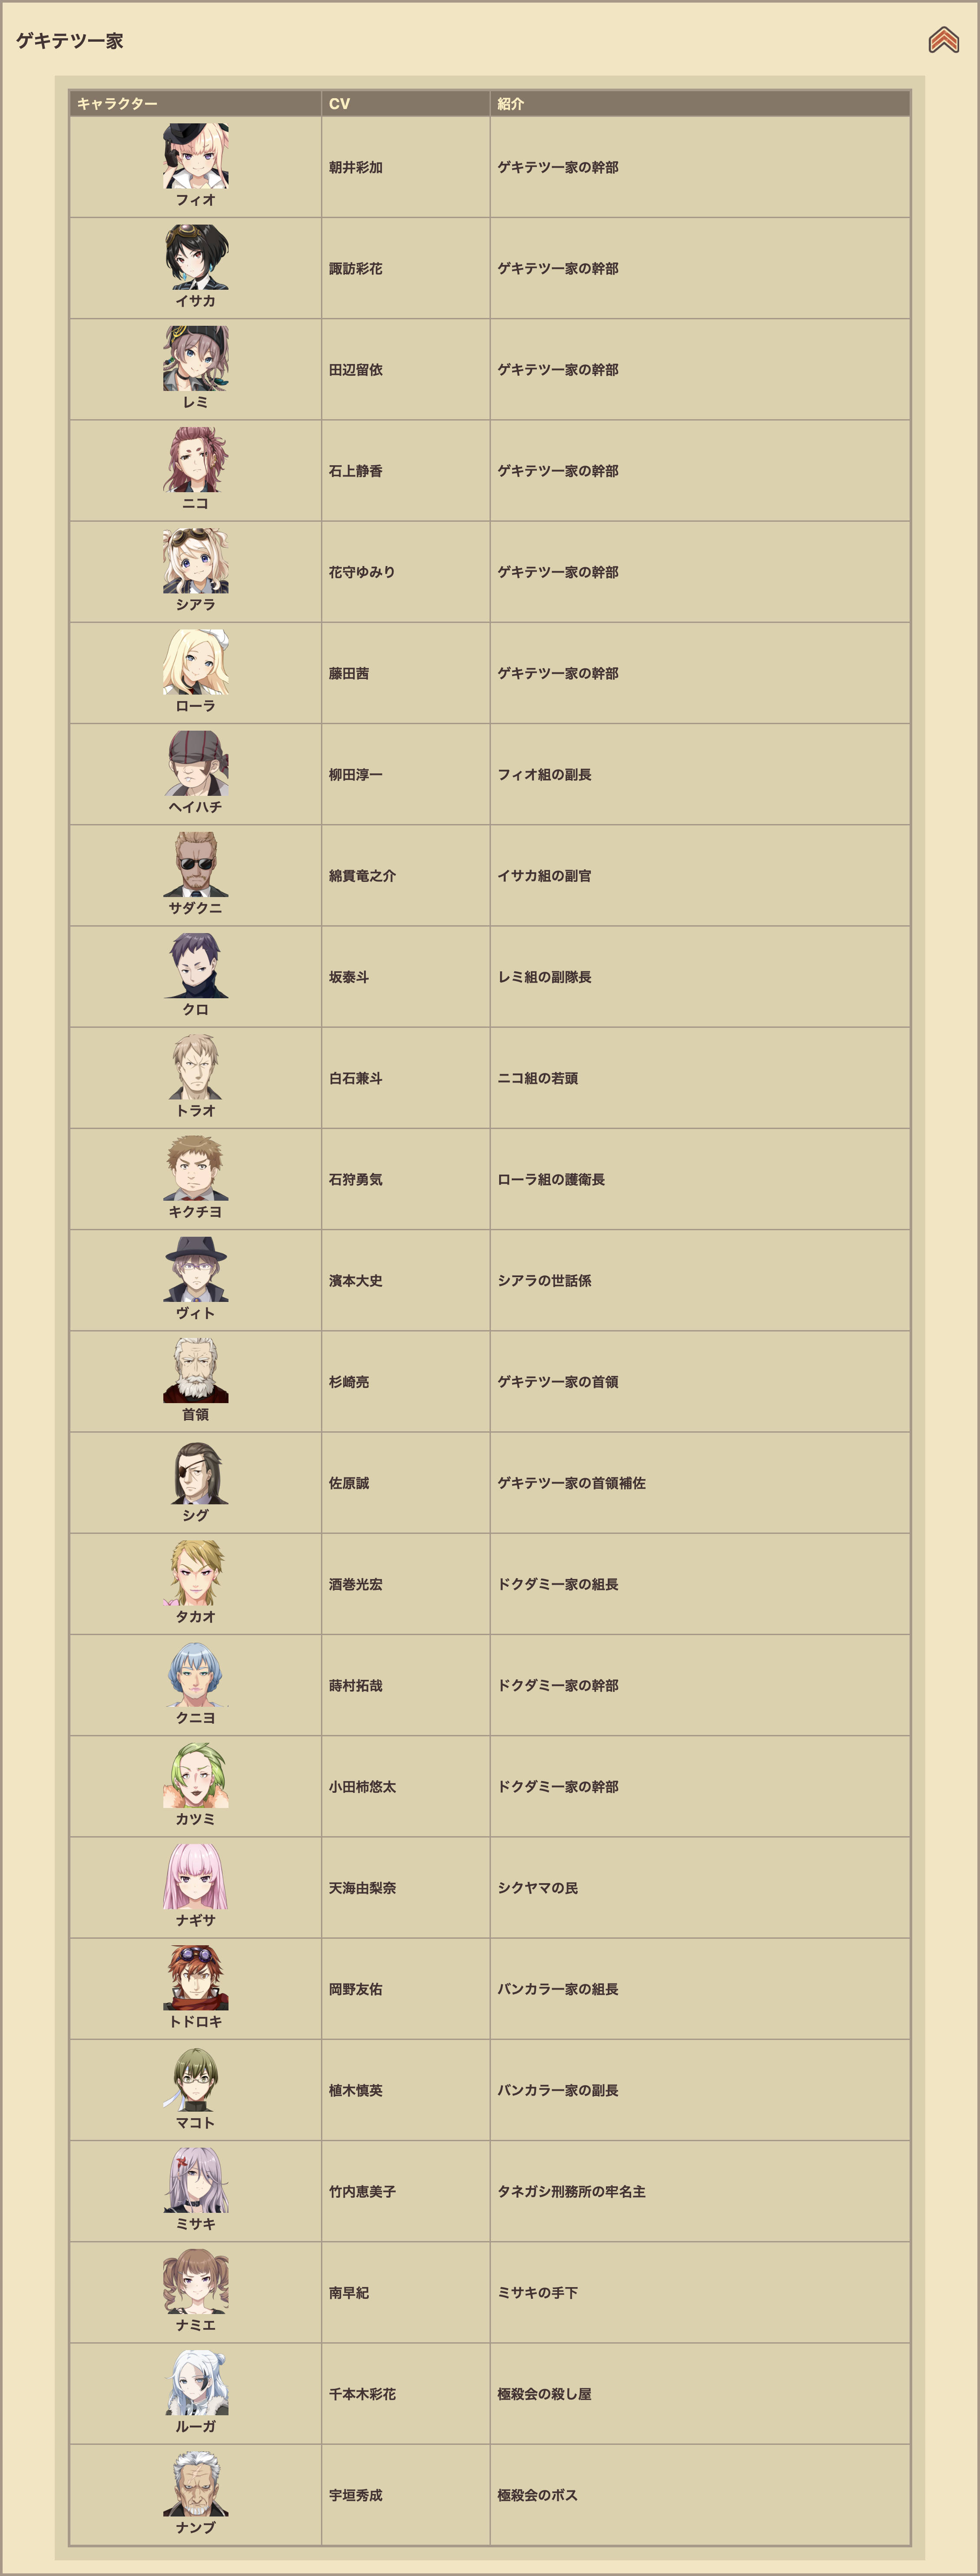 ゲキテツ一家
キャラクター CV 紹介
フィオ 朝井彩加 ゲキテツ一家の幹部
イサカ 諏訪彩花 ゲキテツ一家の幹部
レミ 田辺留依 ゲキテツ一家の幹部
ニコ 石上静香 ゲキテツ一家の幹部
シアラ 花守ゆみり ゲキテツ一家の幹部
ローラ 藤田茜 ゲキテツ一家の幹部
ヘイハチ 柳田淳一 フィオ組の副長
サダクニ 綿貫竜之介 イサカ組の副官
クロ 坂泰斗 レミ組の副隊長
トラオ 白石兼斗 ニコ組の若頭
キクチヨ 石狩勇気 ローラ組の護衛長
ヴィト 濱本大史 シアラの世話係
首領 杉崎亮 ゲキテツ一家の首領
シグ 佐原誠 ゲキテツ一家の首領補佐
タカオ 酒巻光宏 ドクダミ一家の組長
クニヨ 蒔村拓哉 ドクダミ一家の幹部
カツミ 小田柿悠太 ドクダミ一家の幹部
ナギサ 天海由梨奈 シクヤマの民
トドロキ 岡野友佑 バンカラ一家の組長
マコト 植木慎英 バンカラ一家の副長
ミサキ 竹内恵美子 タネガシ刑務所の牢名主
ナミエ 南早紀 ミサキの手下
ルーガ 千本木彩花 極殺会の殺し屋
ナンブ 宇垣秀成 極殺会のボス